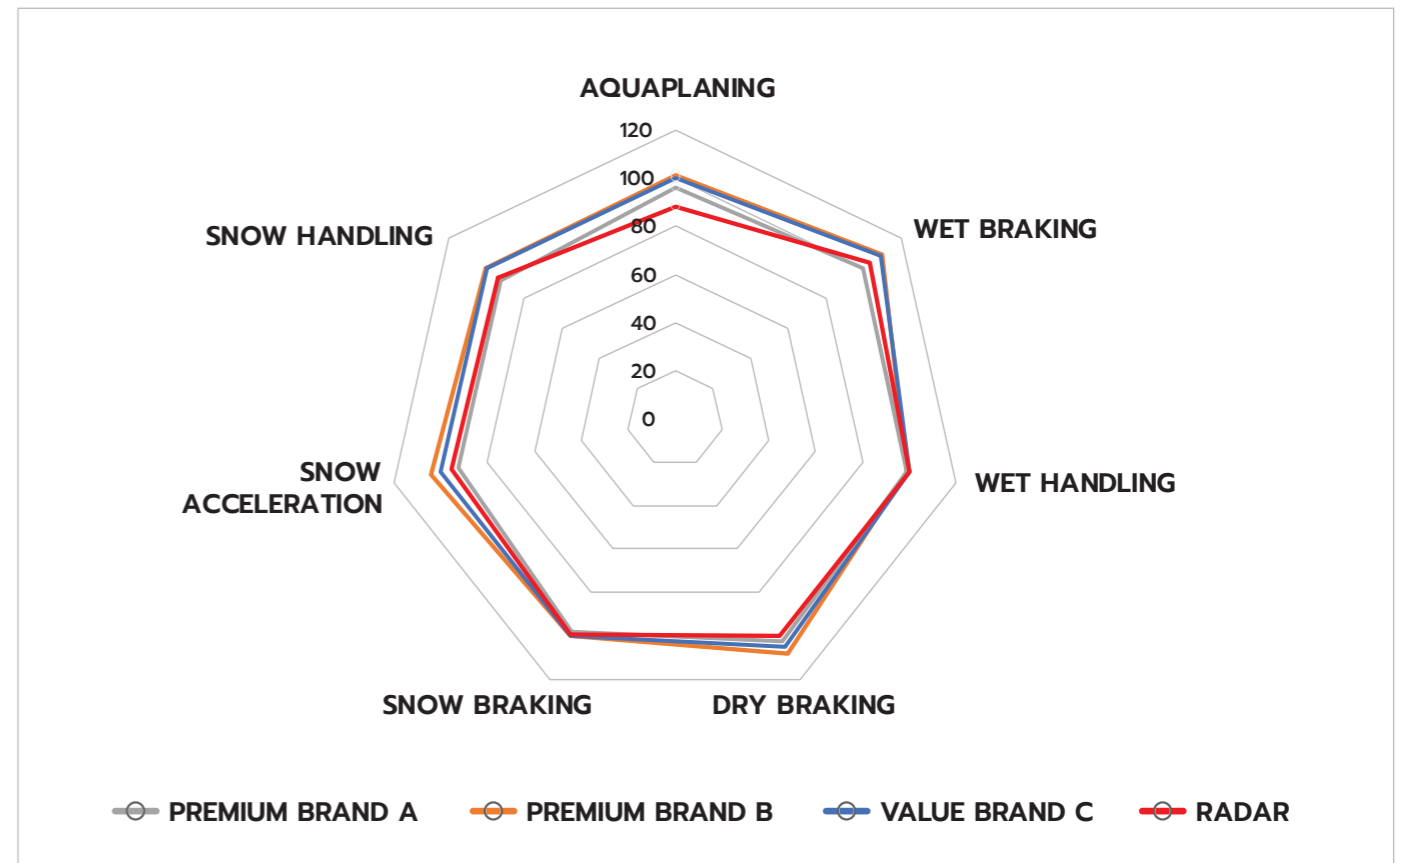 AQUAPLANING
120
100
80
60
40
20
0
WET BRAKING
WET HANDLING
DRY BRAKING
SNOW BRAKING
SNOW
ACCELERATION
SNOW HANDLING
PREMIUM BRAND A
PREMIUM BRAND B
VALUE BRAND C
RADAR